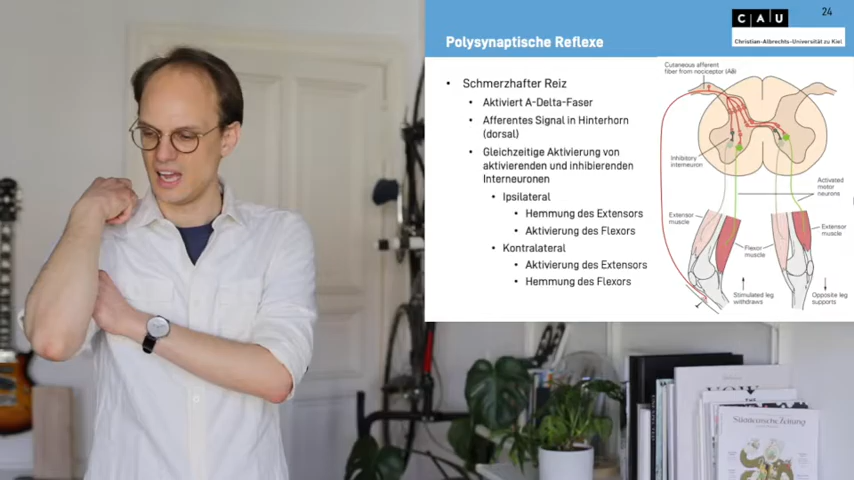 24
C A U
Christian-Albrechts-Universität zu Kiel
Polysynaptische Reflexe
• Schmerzhafter Reiz
• Aktiviert A-Delta-Faser
• Afferentes Signal in Hinterhorn
(dorsal)
• Gleichzeitige Aktivierung von
aktivierenden und inhibierenden
Interneuronen
• Ipsilateral
• Hemmung des Extensors
• Aktivierung des Flexors
• Kontralateral
• Aktivierung des Extensors
• Hemmung des Flexors
Cutaneous afferent
fiber from nociceptor (Aδ)
Inhibitory
interneuron
Activated
motor
neurons
Extensor
muscle
Flexor
muscle
Extensor
muscle
Stimulated leg
withdraws
Opposite leg
supports
Süddeutsche Zeitung